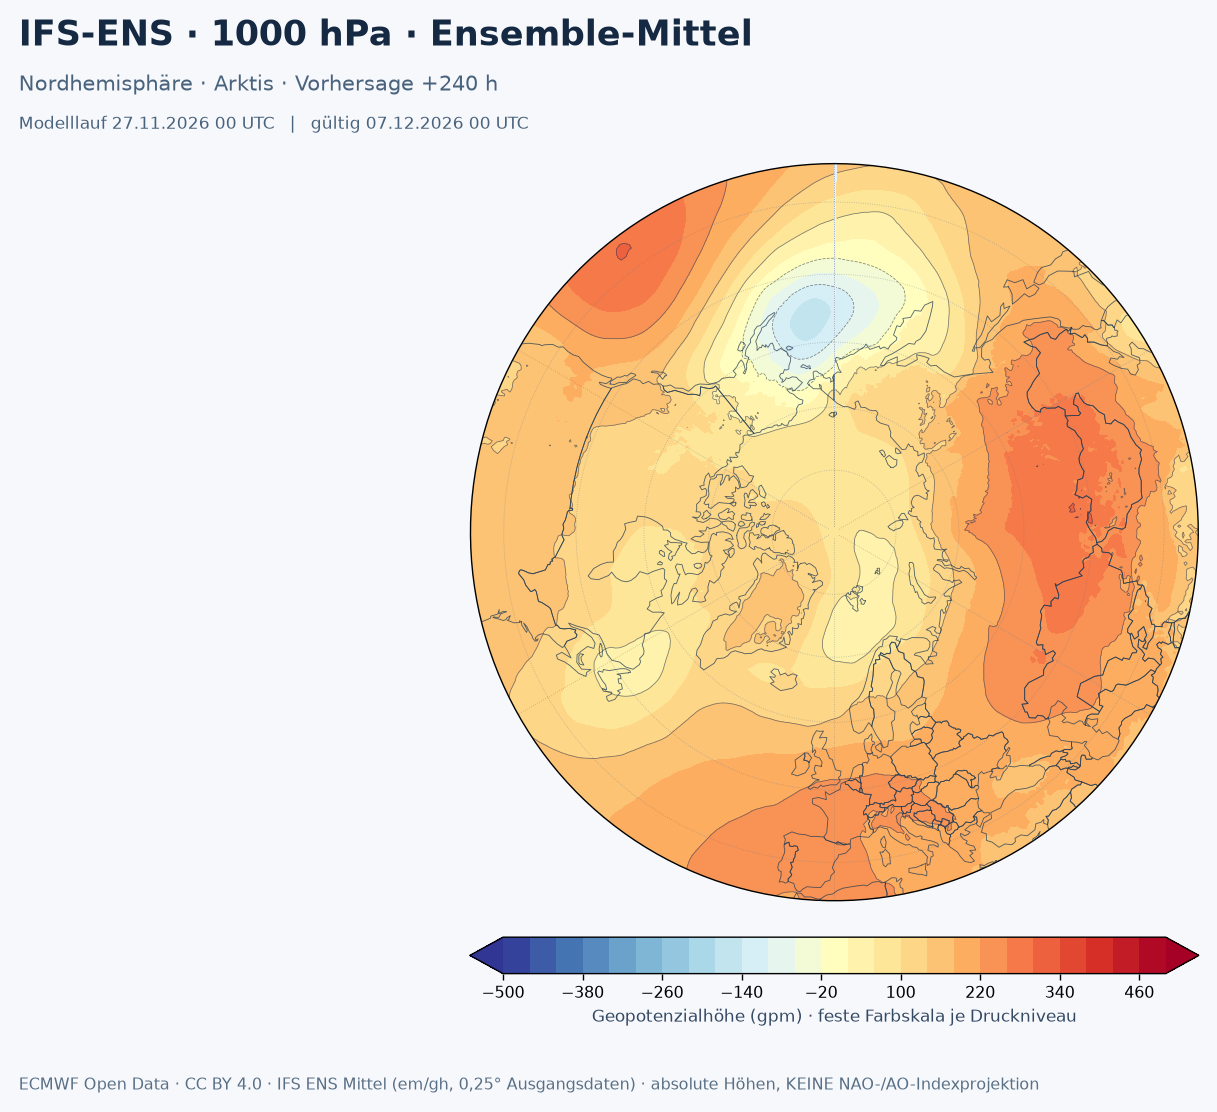 IFS-ENS · 1000 hPa · Ensemble-Mittel
Nordhemisphäre · Arktis · Vorhersage +240 h
Modelllauf 27.11.2026 00 UTC | gültig 07.12.2026 00 UTC
−500 −380 −260 −140 −20 100 220 340 460
Geopotenzialhöhe (gpm) · feste Farbskala je Druckniveau
ECMWF Open Data · CC BY 4.0 · IFS ENS Mittel (em/gh, 0,25° Ausgangsdaten) · absolute Höhen, KEINE NAO-/AO-Indexprojektion